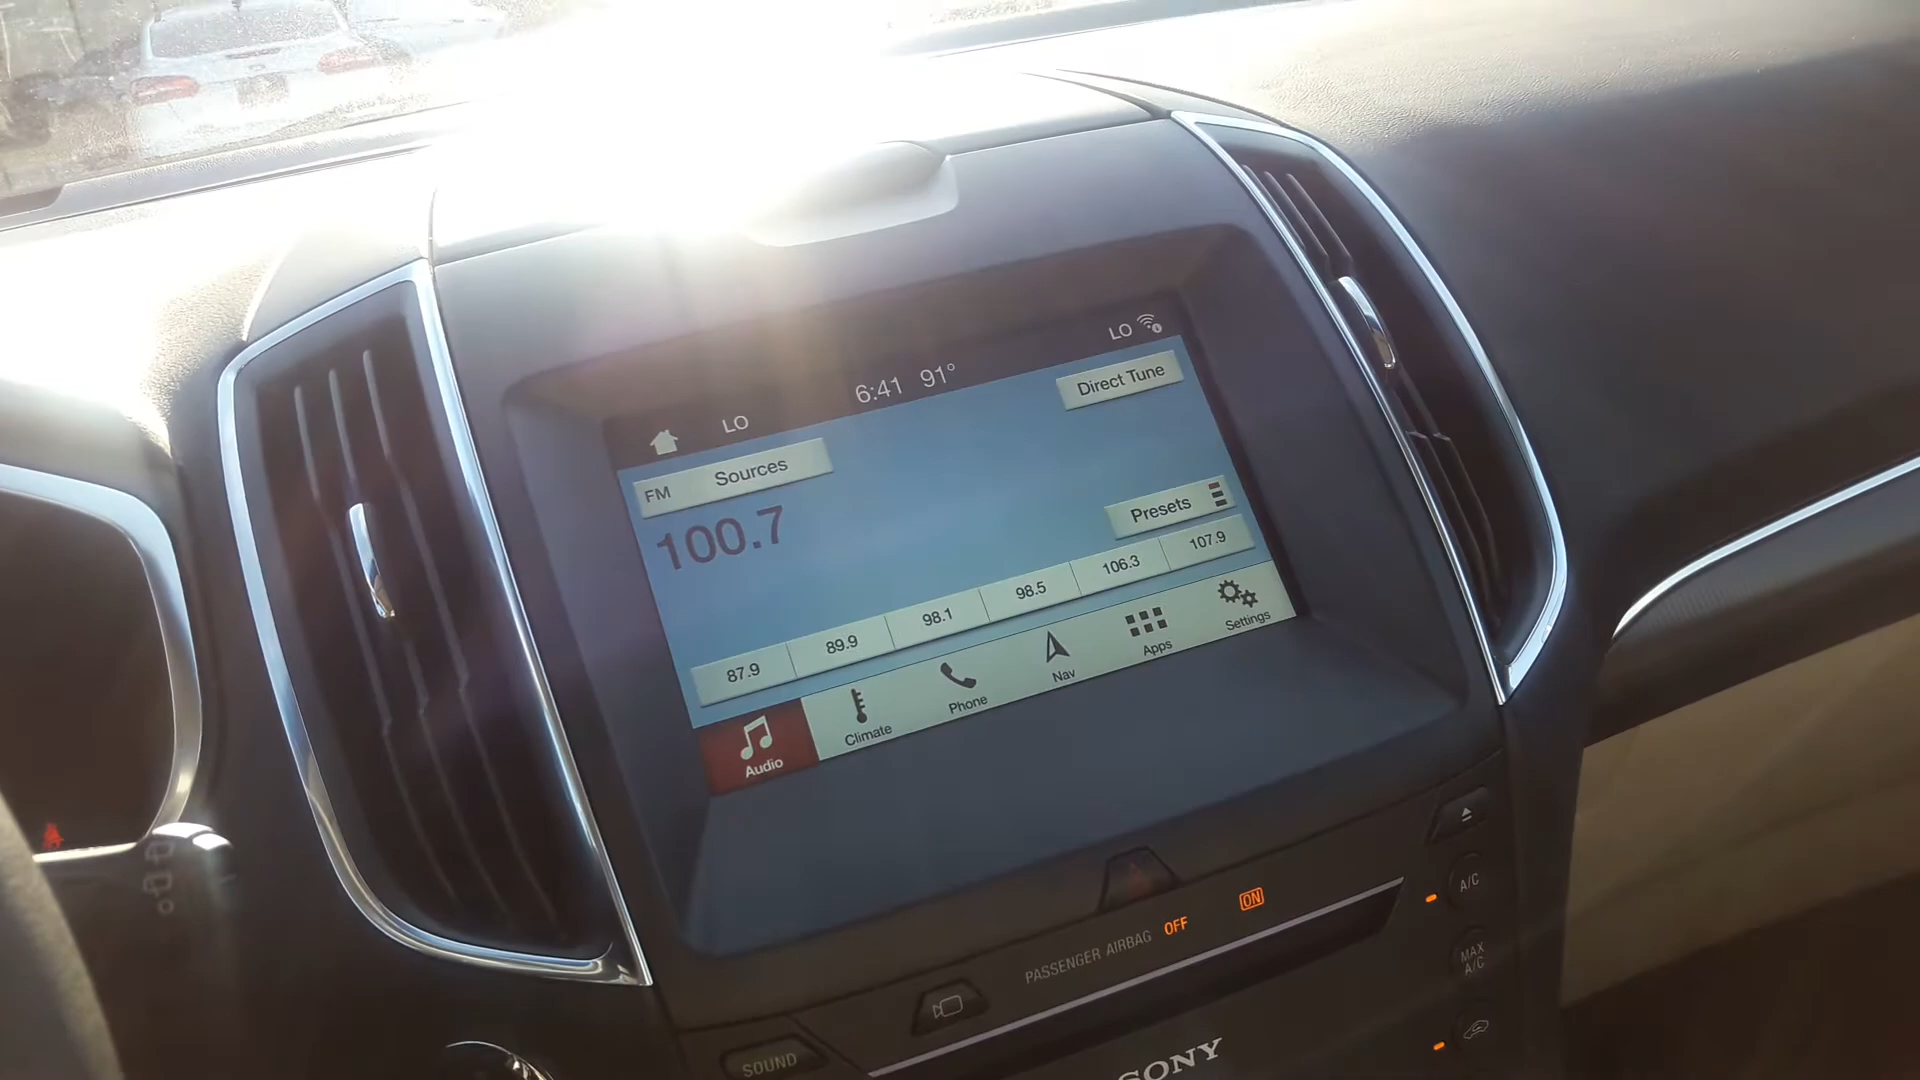 LO 6:41 91° LO
FM Sources
Direct Tune
100.7
Presets
87.9 89.9 98.1 98.5 106.3 107.9
Audio Climate Phone Nav Apps Settings
PASSENGER AIRBAG OFF ON
A/C
MAX A/C
SOUND
SONY